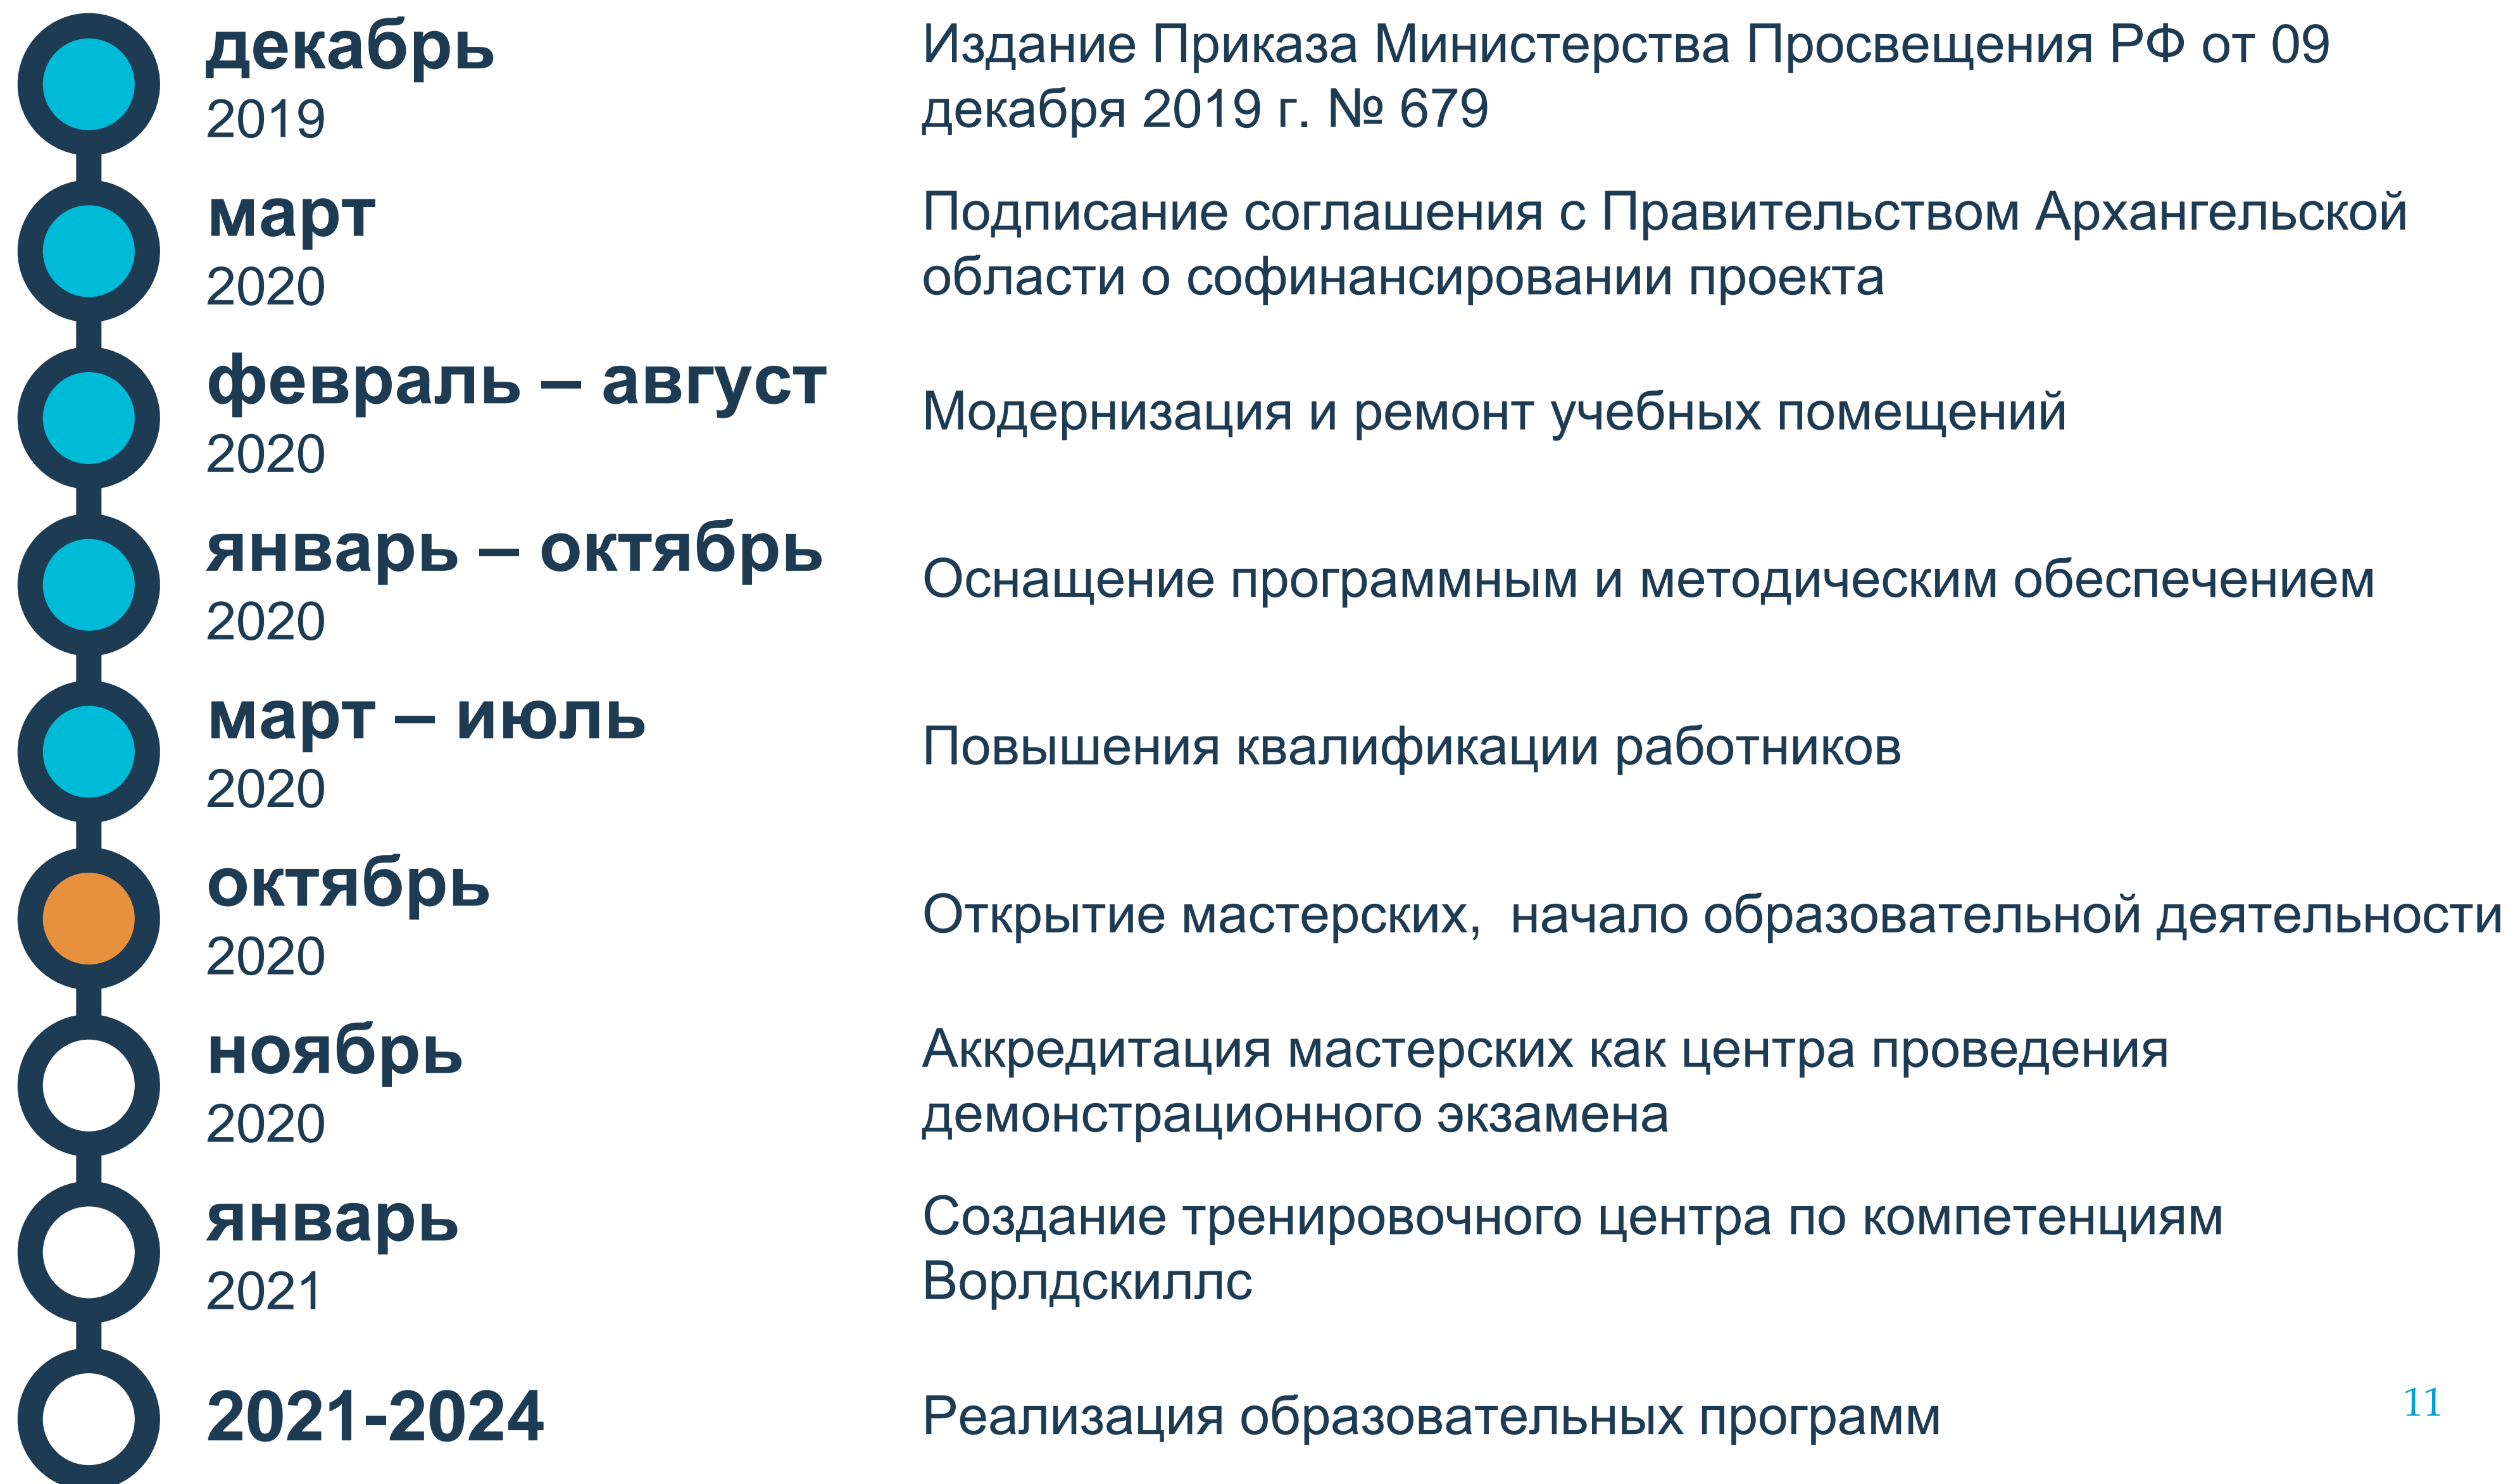 декабрь
2019
Издание Приказа Министерства Просвещения РФ от 09
декабря 2019 г. № 679
март
2020
Подписание соглашения с Правительством Архангельской
области о софинансировании проекта
февраль – август
2020
Модернизация и ремонт учебных помещений
январь – октябрь
2020
Оснащение программным и методическим обеспечением
март – июль
2020
Повышения квалификации работников
октябрь
2020
Открытие мастерских,  начало образовательной деятельности
ноябрь
2020
Аккредитация мастерских как центра проведения
демонстрационного экзамена
январь
2021
Создание тренировочного центра по компетенциям
Ворлдскиллс
2021-2024
Реализация образовательных программ
11